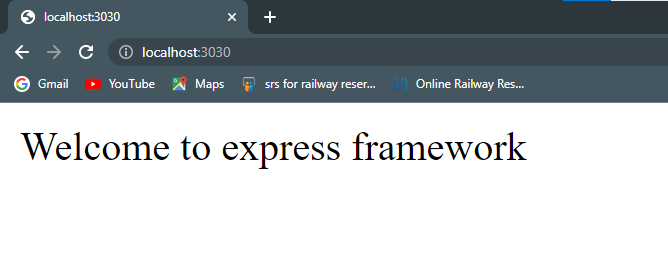 localhost:3030
localhost:3030
Gmail YouTube Maps srs for railway reser... Online Railway Res...
Welcome to express framework